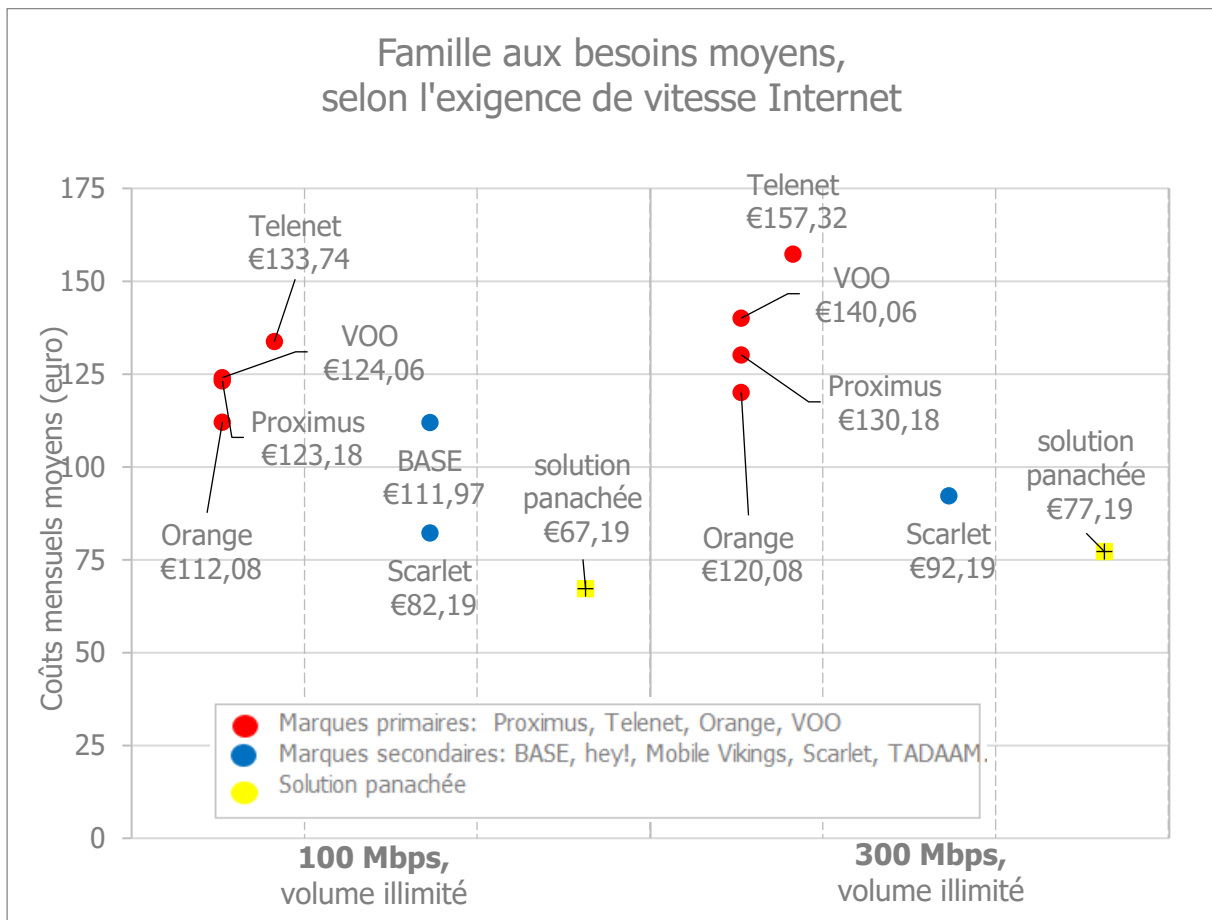 Famille aux besoins moyens,
selon l'exigence de vitesse Internet
Coûts mensuels moyens (euro)
175
150
125
100
75
50
25
0
Telenet
€133,74
VOO
€124,06
Proximus
€123,18
Orange
€112,08
BASE
€111,97
Scarlet
€82,19
solution
panachée
€67,19
Telenet
€157,32
VOO
€140,06
Proximus
€130,18
Orange
€120,08
Scarlet
€92,19
solution
panachée
€77,19
Marques primaires: Proximus, Telenet, Orange, VOO
Marques secondaires: BASE, hey!, Mobile Vikings, Scarlet, TADAAM.
Solution panachée
100 Mbps,
volume illimité
300 Mbps,
volume illimité